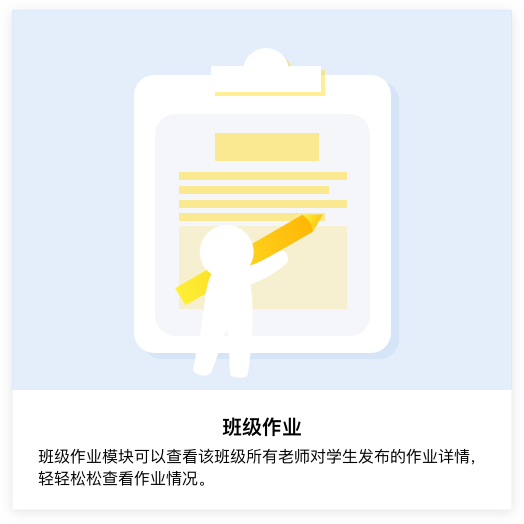 班级作业
班级作业模块可以查看该班级所有老师对学生发布的作业详情，
轻轻松松查看作业情况。